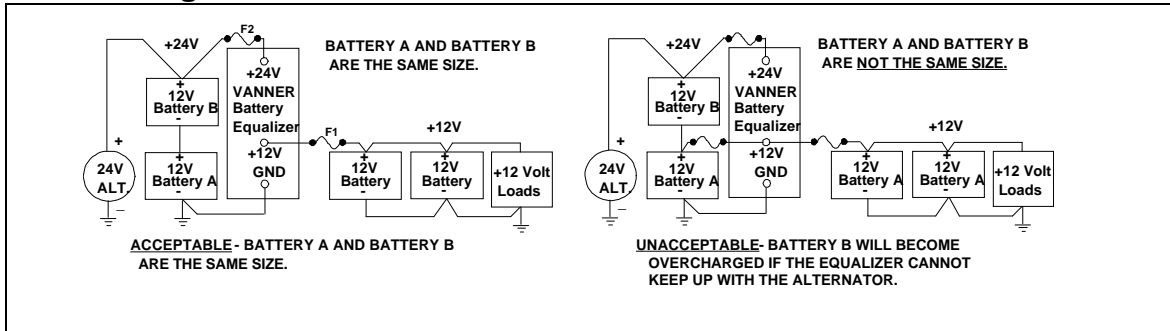 F2
+24V
BATTERY A AND BATTERY B
ARE THE SAME SIZE.
+24V
VANNER
Battery
Equalizer
+12V
GND
+
12V
Battery B
-
+
12V
Battery A
-
+
24V
ALT.
–
F1
+12V
+
12V
Battery
-
+
12V
Battery
-
+12 Volt
Loads
ACCEPTABLE- BATTERY A AND BATTERY B
ARE THE SAME SIZE.
+24V
BATTERY A AND BATTERY B
ARE NOT THE SAME SIZE.
+24V
VANNER
Battery
Equalizer
+12V
GND
+
12V
Battery B
-
+
12V
Battery A
-
+
24V
ALT.
–
+12V
+
12V
Battery A
-
+
12V
Battery A
-
+12 Volt
Loads
UNACCEPTABLE- BATTERY B WILL BECOME
OVERCHARGED IF THE EQUALIZER CANNOT
KEEP UP WITH THE ALTERNATOR.